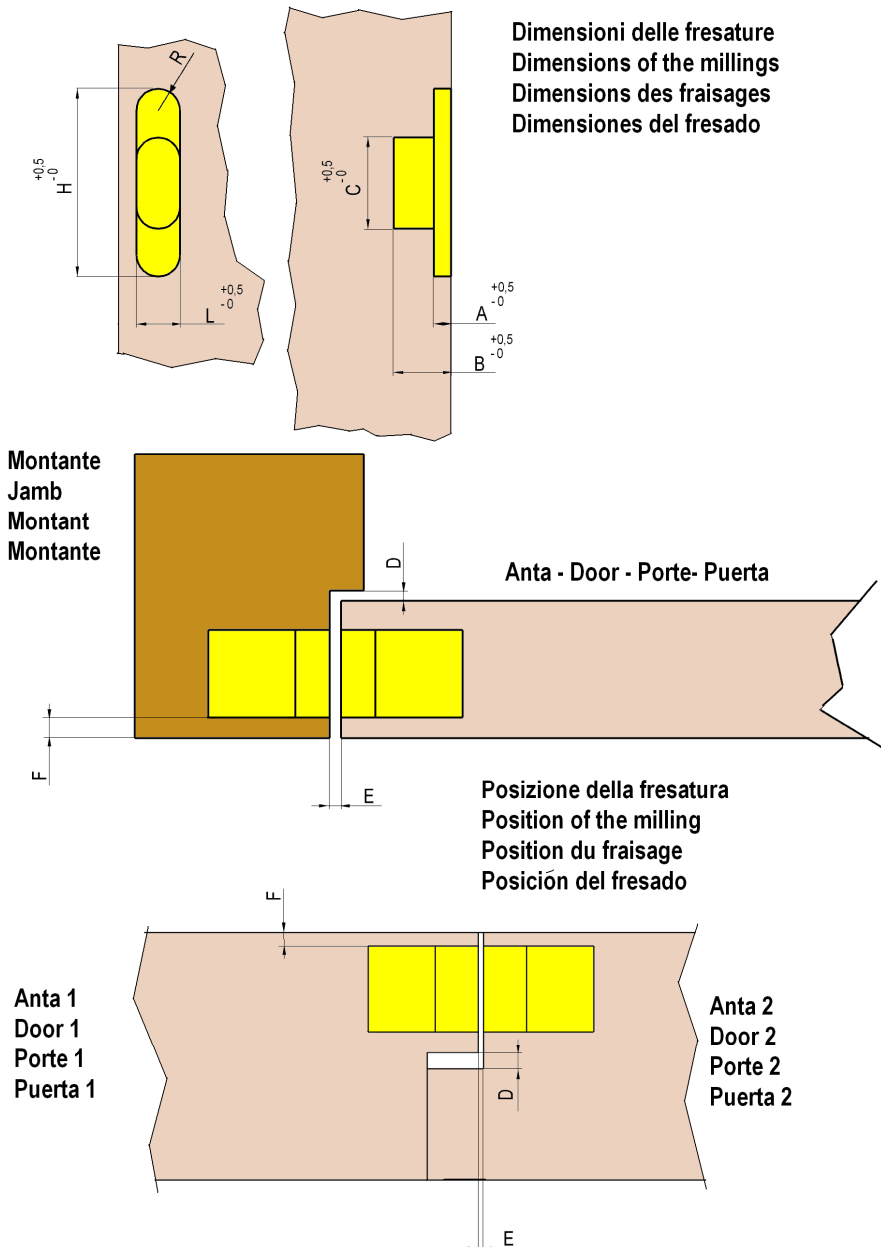 Dimensioni delle fresature
Dimensions of the millings
Dimensions des fraisages
Dimensiones del fresado
R
H +0,5 -0
L +0,5 -0
C +0,5 -0
A +0,5 -0
B +0,5 -0
Montante
Jamb
Montant
Montante
D
Anta - Door - Porte- Puerta
F
E
Posizione della fresatura
Position of the milling
Position du fraisage
Posición del fresado
F
Anta 1
Door 1
Porte 1
Puerta 1
Anta 2
Door 2
Porte 2
Puerta 2
D
E